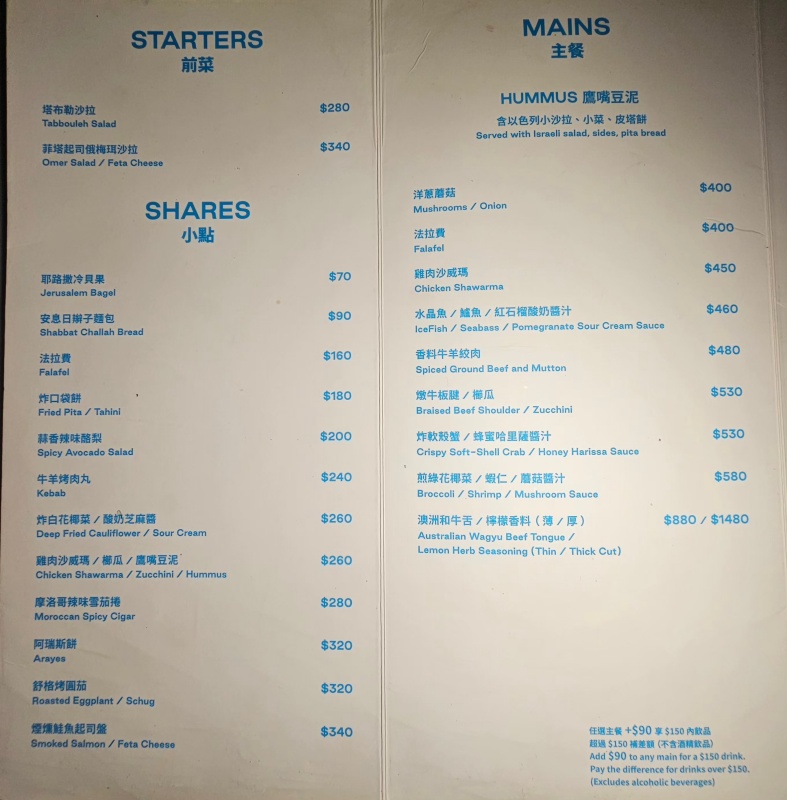 STARTERS
前菜
塔布勒沙拉 $280
Tabbouleh Salad
菲塔起司俄梅珥沙拉 $340
Omer Salad / Feta Cheese
SHARES
小點
耶路撒冷貝果 $70
Jerusalem Bagel
安息日辮子麵包 $90
Shabbat Challah Bread
法拉費 $160
Falafel
炸口袋餅 $180
Fried Pita / Tahini
蒜香辣味酪梨 $200
Spicy Avocado Salad
牛羊烤肉丸 $240
Kebab
炸白花椰菜 / 酸奶芝麻醬 $260
Deep Fried Cauliflower / Sour Cream
雞肉沙威瑪 / 櫛瓜 / 鷹嘴豆泥 $260
Chicken Shawarma / Zucchini / Hummus
摩洛哥辣味雪茄捲 $280
Moroccan Spicy Cigar
阿瑞斯餅 $320
Arayes
舒格烤圓茄 $320
Roasted Eggplant / Schug
煙燻鮭魚起司盤 $340
Smoked Salmon / Feta Cheese
MAINS
主餐
HUMMUS 鷹嘴豆泥
含以色列小沙拉、小菜、皮塔餅
Served with Israeli salad, sides, pita bread
洋蔥蘑菇 $400
Mushrooms / Onion
法拉費 $400
Falafel
雞肉沙威瑪 $450
Chicken Shawarma
水晶魚 / 鱸魚 / 紅石榴酸奶醬汁 $460
IceFish / Seabass / Pomegranate Sour Cream Sauce
香料牛羊絞肉 $480
Spiced Ground Beef and Mutton
燉牛板腱 / 櫛瓜 $530
Braised Beef Shoulder / Zucchini
炸軟殼蟹 / 蜂蜜哈里薩醬汁 $530
Crispy Soft-Shell Crab / Honey Harissa Sauce
煎綠花椰菜 / 蝦仁 / 蘑菇醬汁 $580
Broccoli / Shrimp / Mushroom Sauce
澳洲和牛舌 / 檸檬香料（薄 / 厚） $880 / $1480
Australian Wagyu Beef Tongue /
Lemon Herb Seasoning (Thin / Thick Cut)
任選主餐 +$90 享 $150 內飲品
超過 $150 補差額（不含酒精飲品）
Add $90 to any main for a $150 drink.
Pay the difference for drinks over $150.
(Excludes alcoholic beverages)